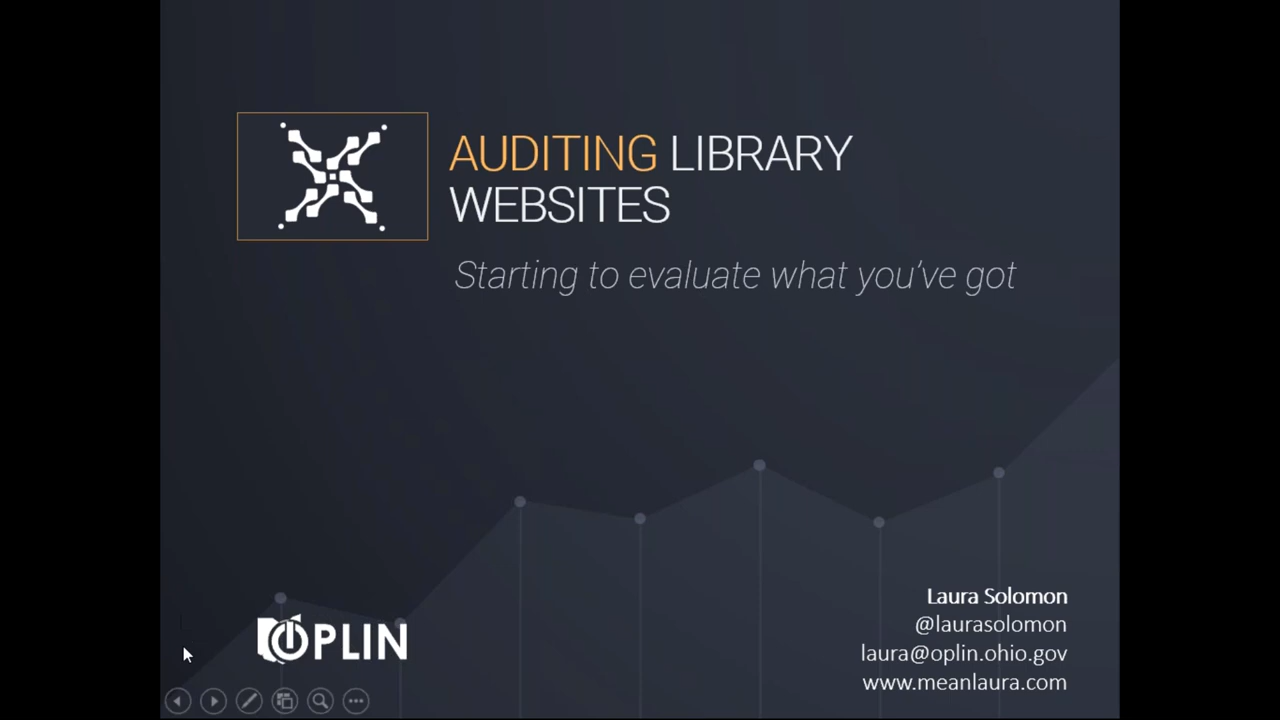 AUDITING LIBRARY
WEBSITES
Starting to evaluate what you've got
OPLIN
Laura Solomon
@laurasolomon
laura@oplin.ohio.gov
www.meanlaura.com